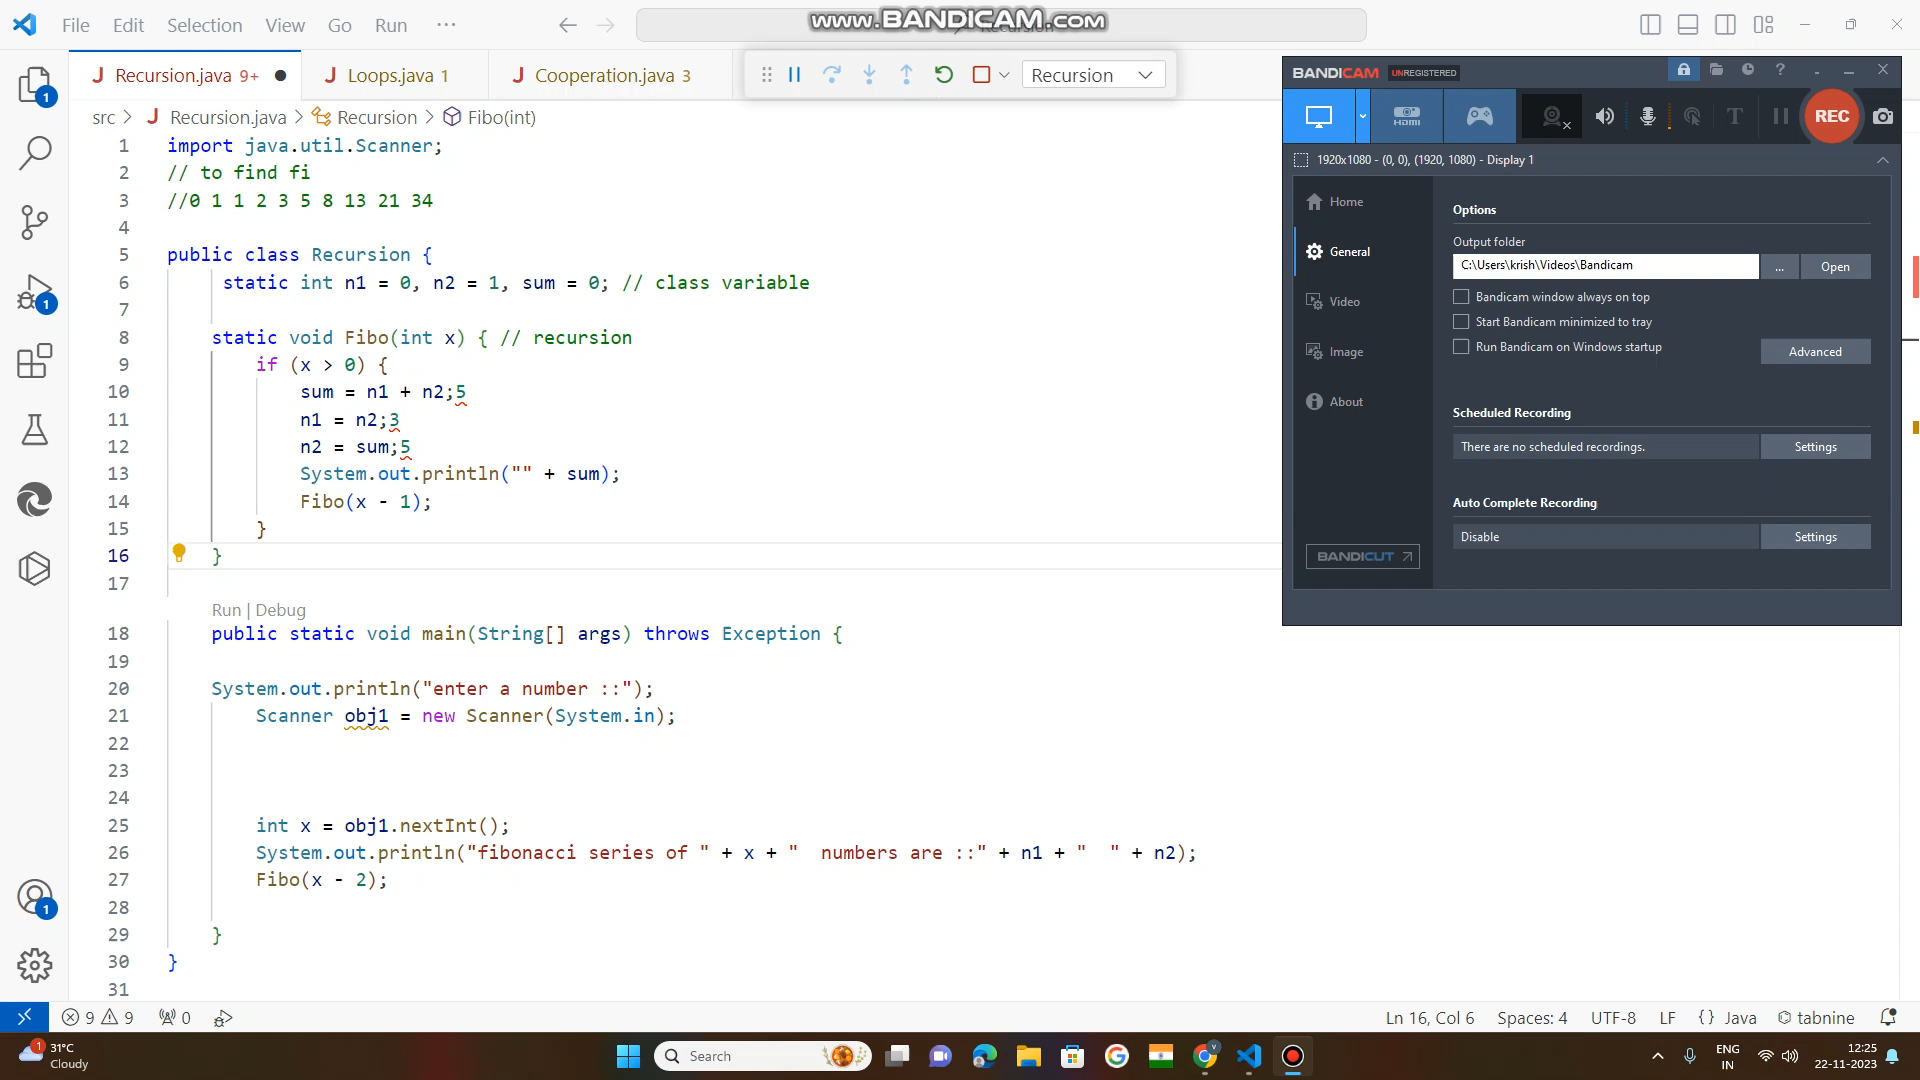 File Edit Selection View Go Run ···
www.BANDICAM.com
Recursion
Recursion.java 9+
Loops.java 1
Cooperation.java 3
Recursion
src > Recursion.java > Recursion > Fibo(int)
1 import java.util.Scanner;
2 // to find fi
3 //0 1 1 2 3 5 8 13 21 34
4
5 public class Recursion {
6 static int n1 = 0, n2 = 1, sum = 0; // class variable
7
8 static void Fibo(int x) { // recursion
9 if (x > 0) {
10 sum = n1 + n2;5
11 n1 = n2;3
12 n2 = sum;5
13 System.out.println("" + sum);
14 Fibo(x - 1);
15 }
16 }
17
Run | Debug
18 public static void main(String[] args) throws Exception {
19
20 System.out.println("enter a number ::");
21 Scanner obj1 = new Scanner(System.in);
22
23
24
25 int x = obj1.nextInt();
26 System.out.println("fibonacci series of " + x + "  numbers are ::" + n1 + "  " + n2);
27 Fibo(x - 2);
28
29 }
30 }
31
1
1
1
BANDICAM UNREGISTERED
HDMI
REC
1920x1080 - (0, 0), (1920, 1080) - Display 1
Home
General
Video
Image
About
BANDICUT
Options
Output folder
C:\Users\krish\Videos\Bandicam ... Open
Bandicam window always on top
Start Bandicam minimized to tray
Run Bandicam on Windows startup
Advanced
Scheduled Recording
There are no scheduled recordings. Settings
Auto Complete Recording
Disable Settings
9 9 0
Ln 16, Col 6 Spaces: 4 UTF-8 LF {} Java tabnine
1
31°C
Cloudy
Search
ENG
IN
12:25
22-11-2023